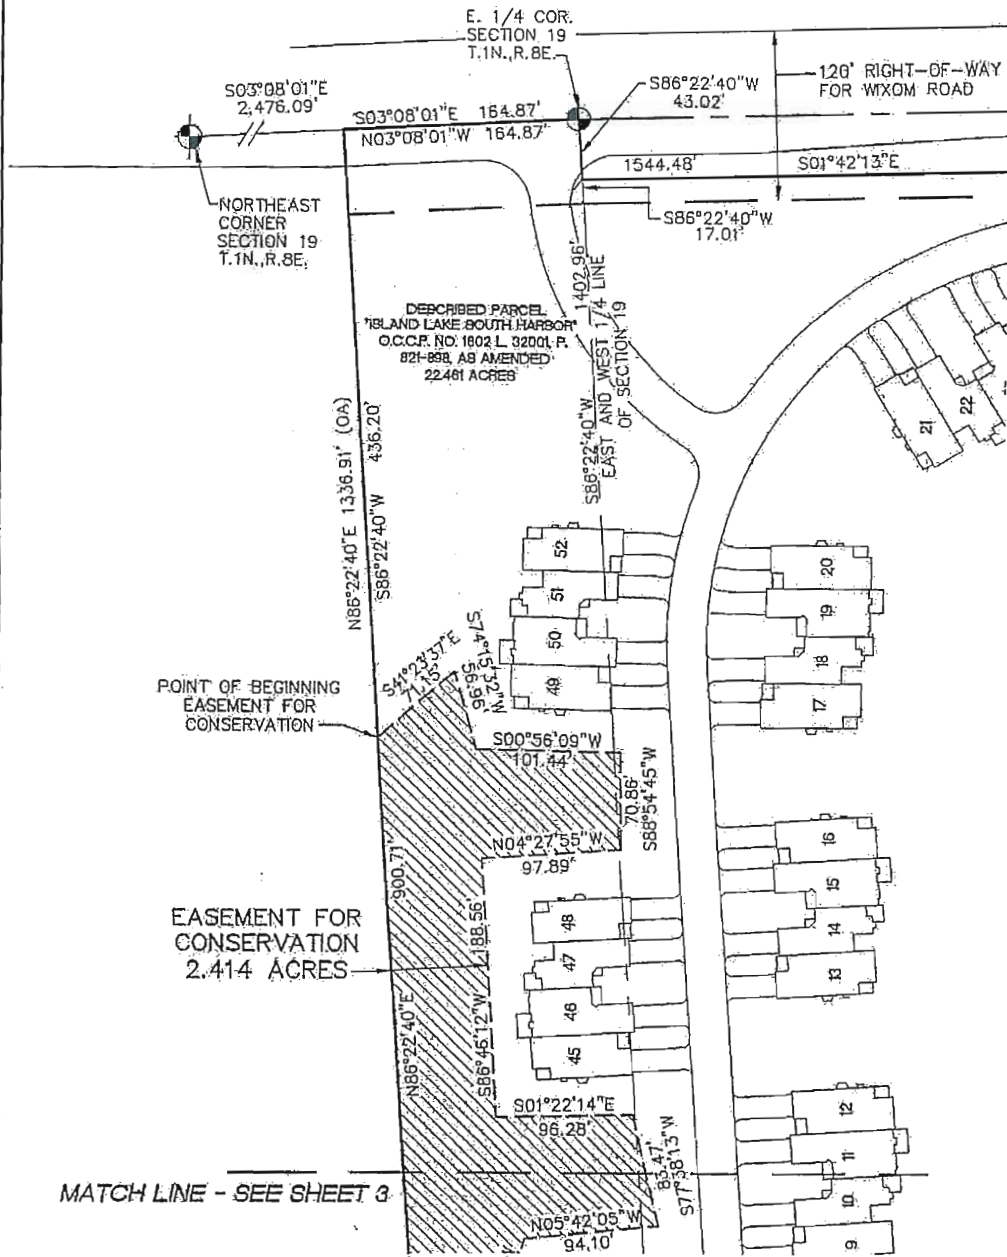 E. 1/4 COR.
SECTION 19
T.1N.,R.8E.
S03°08'01"E
2,476.09'
S03°08'01"E 164.87'
N03°08'01"W 164.87'
S86°22'40"W
43.02'
120' RIGHT-OF-WAY
FOR WIXOM ROAD
1544.48'
S01°42'13"E
NORTHEAST
CORNER
SECTION 19
T.1N.,R.8E.
S86°22'40"W
17.01'
DESCRIBED PARCEL
"ISLAND LAKE SOUTH HARBOR"
O.C.C.P. NO. 1602 L. 32001, P.
821-898, AS AMENDED
22.461 ACRES
1402.96'
S86°22'40"W
EAST AND WEST 1/4 LINE
OF SECTION 19
N86°22'40"E 1336.91' (OA)
436.20'
S86°22'40"W
21
22
52
51
50
49
20
19
18
17
S41°23'37"E
71.15'
S74°15'32"W
56.96'
POINT OF BEGINNING
EASEMENT FOR
CONSERVATION
S00°56'09"W
101.44'
70.86'
S88°54'45"W
N04°27'55"W
97.89'
900.71'
N86°22'40"E
188.56'
S86°46'12"W
EASEMENT FOR
CONSERVATION
2.414 ACRES
48
47
46
45
16
15
14
13
S01°22'14"E
96.28'
83.47'
S77°38'13"W
12
11
10
9
MATCH LINE - SEE SHEET 3
N05°42'05"W
94.10'